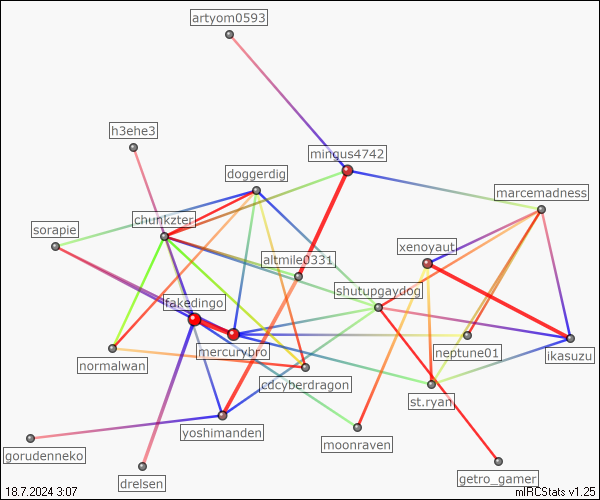 artyom0593
h3ehe3
mingus4742
doggerdig
marcemadness
chunkzter
sorapie
xenoyaut
altmile0331
shutupgaydog
fakedingo
mercurybro
neptune01
ikasuzu
normalwan
cdcyberdragon
st.ryan
yoshimanden
moonraven
gorudenneko
drelsen
getro_gamer
18.7.2024 3:07
mIRCStats v1.25